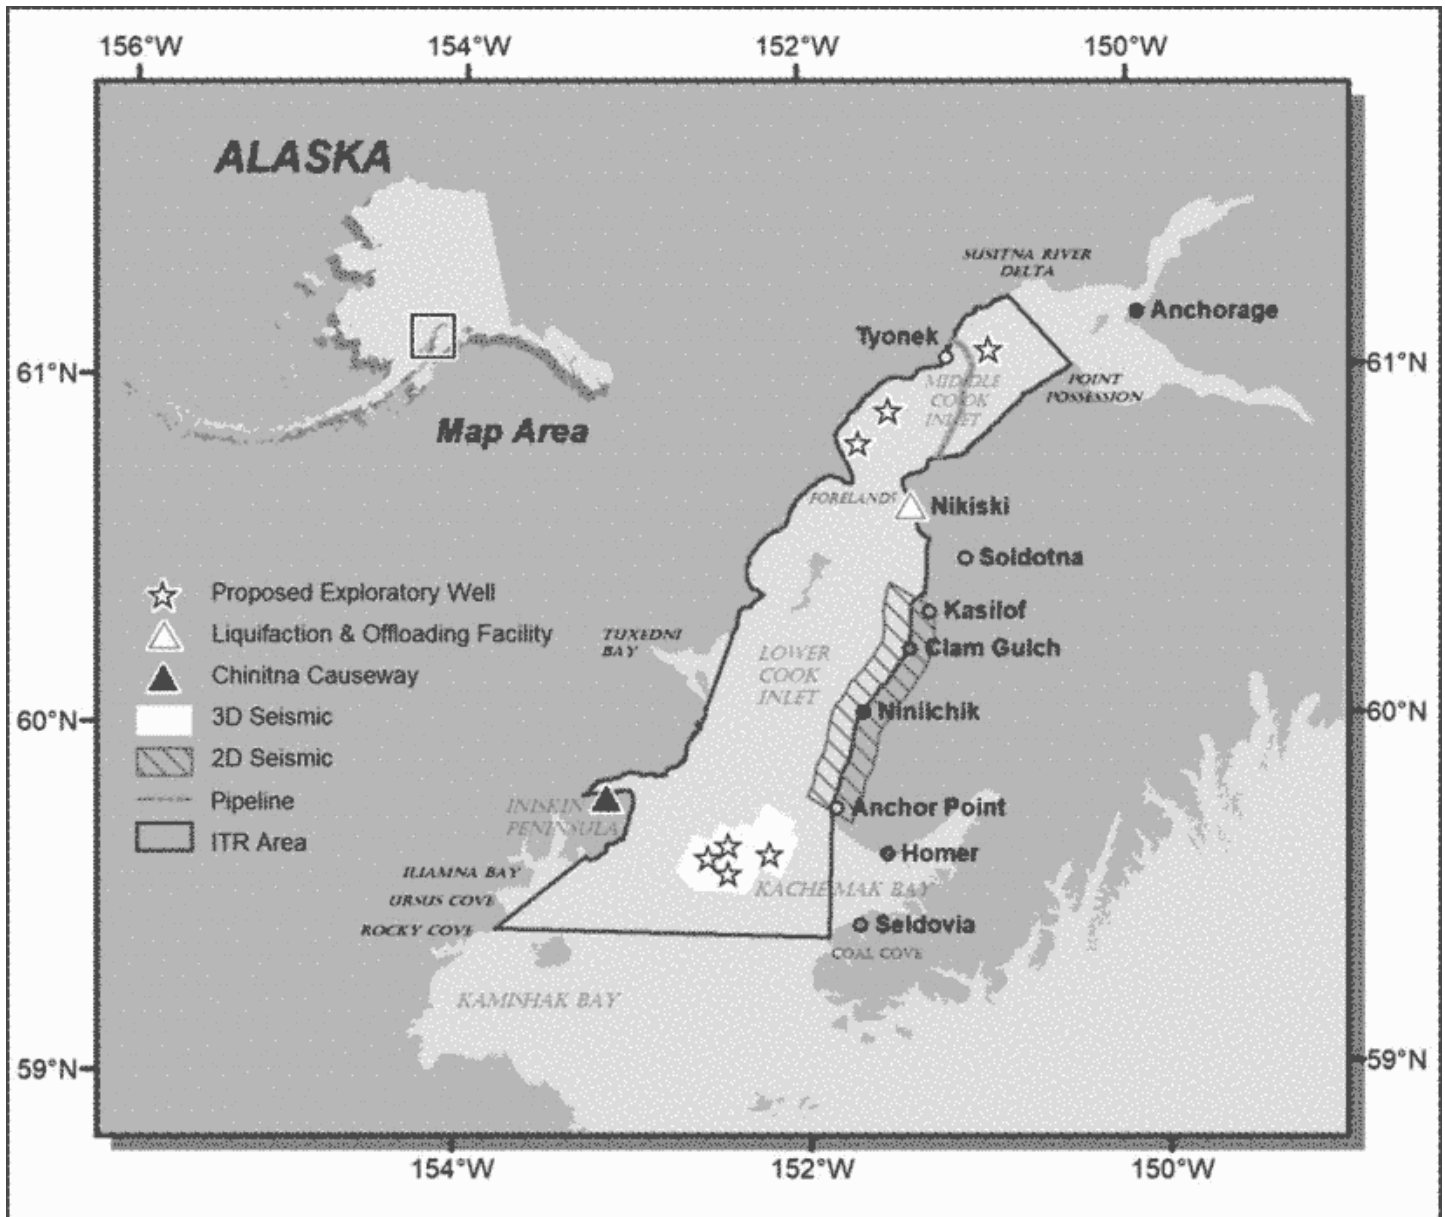 156°W 154°W 152°W 150°W
ALASKA
SUSITNA RIVER
DELTA
Anchorage
Tyonek
61°N
61°N
MIDDLE
COOK
INLET
POINT
POSSESSION
Map Area
FORELANDS
Nikiski
Soldotna
Proposed Exploratory Well
Liquifaction & Offloading Facility
Chinitna Causeway
3D Seismic
2D Seismic
Pipeline
ITR Area
Kasilof
TUXEDNI
BAY
Clam Gulch
LOWER
COOK
INLET
60°N
Ninilchik
60°N
INISKIN
PENINSULA
Anchor Point
Homer
ILIAMNA BAY
KACHEMAK BAY
URSUS COVE
Seldovia
ROCKY COVE
COAL COVE
KAMISHAK BAY
59°N
59°N
154°W 152°W 150°W